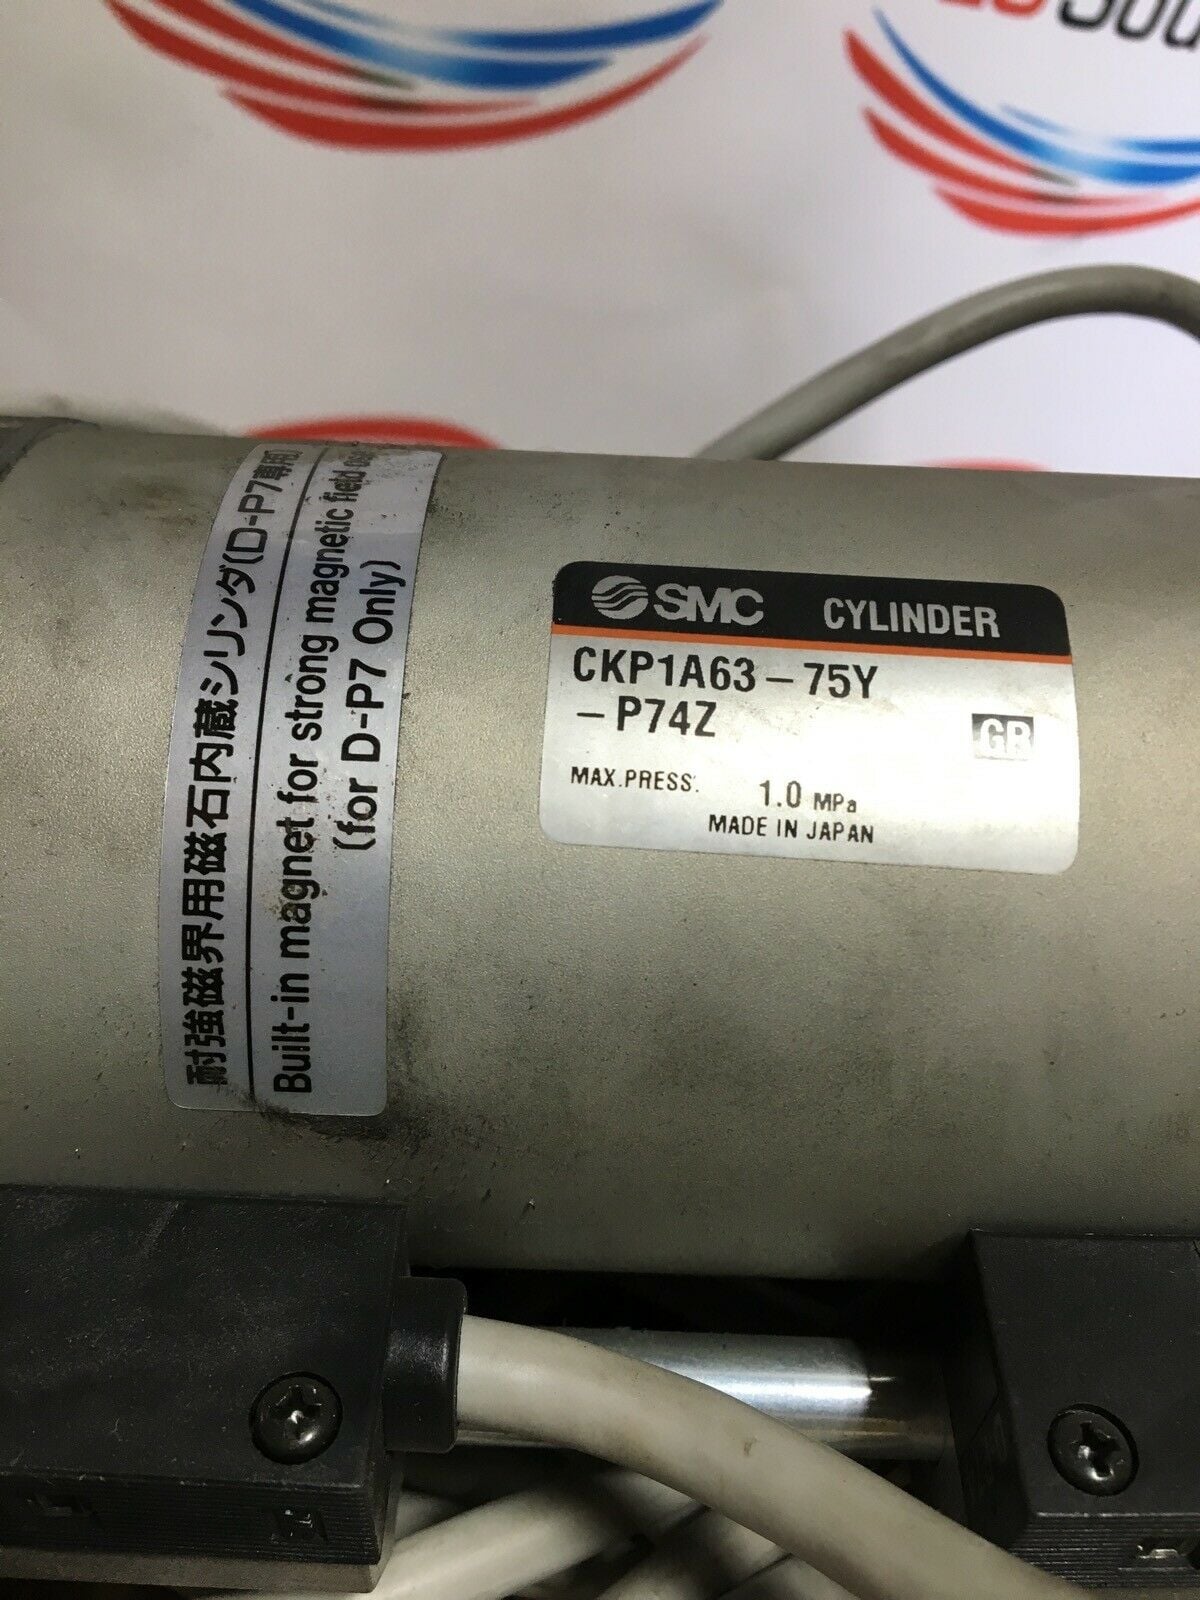 Sou
耐強磁界用磁石内蔵シリンダ(D-P7専用)
Built-in magnet for strong magnetic field
(for D-P7 Only)
SMC CYLINDER
CKP1A63-75Y
-P74Z
GR
MAX.PRESS. 1.0 MPa
MADE IN JAPAN